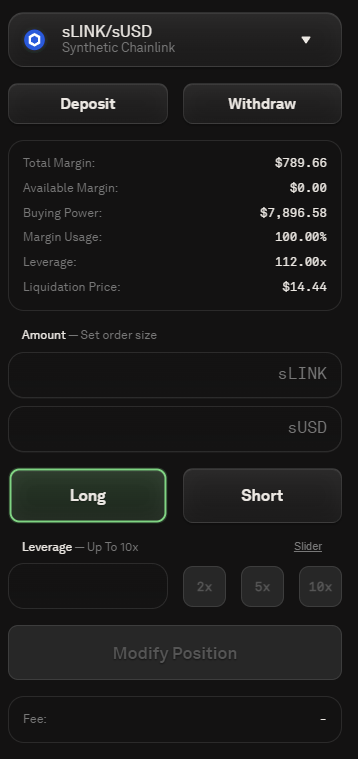 sLINK/sUSD
Synthetic Chainlink
Deposit Withdraw
Total Margin: $789.66
Available Margin: $0.00
Buying Power: $7,896.58
Margin Usage: 100.00%
Leverage: 112.00x
Liquidation Price: $14.44
Amount — Set order size
sLINK
sUSD
Long Short
Leverage — Up To 10x Slider
2x 5x 10x
Modify Position
Fee: –